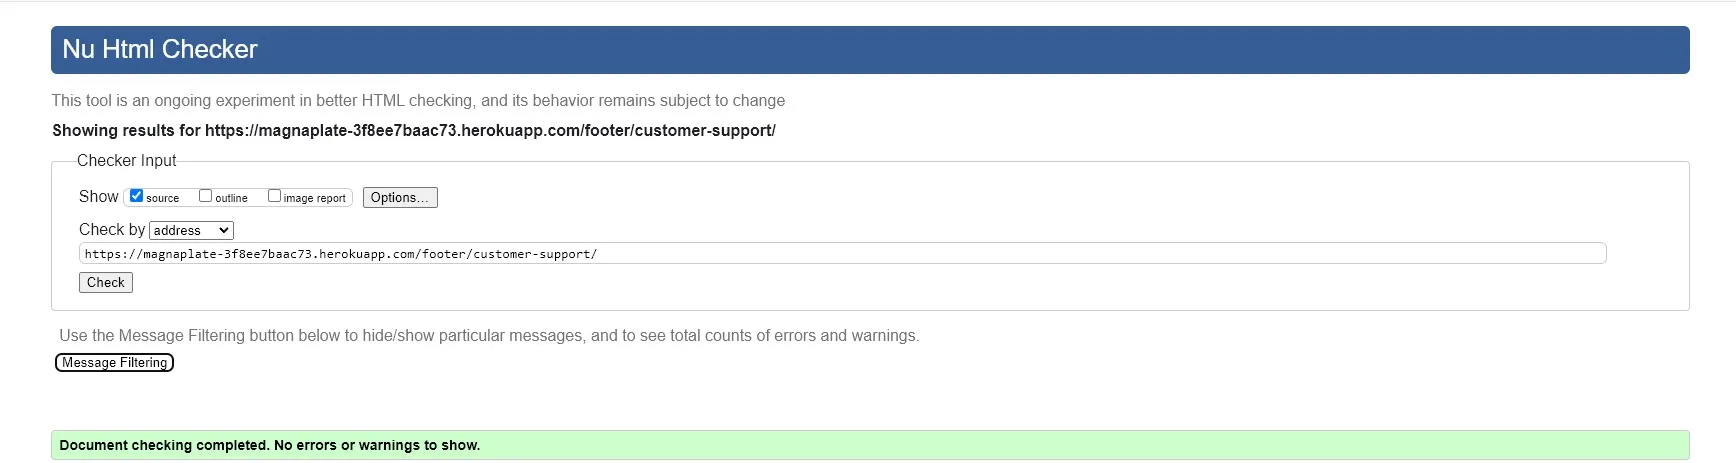 Nu Html Checker
This tool is an ongoing experiment in better HTML checking, and its behavior remains subject to change
Showing results for https://magnaplate-3f8ee7baac73.herokuapp.com/footer/customer-support/
Checker Input
Show source outline image report Options...
Check by address
https://magnaplate-3f8ee7baac73.herokuapp.com/footer/customer-support/
Check
Use the Message Filtering button below to hide/show particular messages, and to see total counts of errors and warnings.
Message Filtering
Document checking completed. No errors or warnings to show.